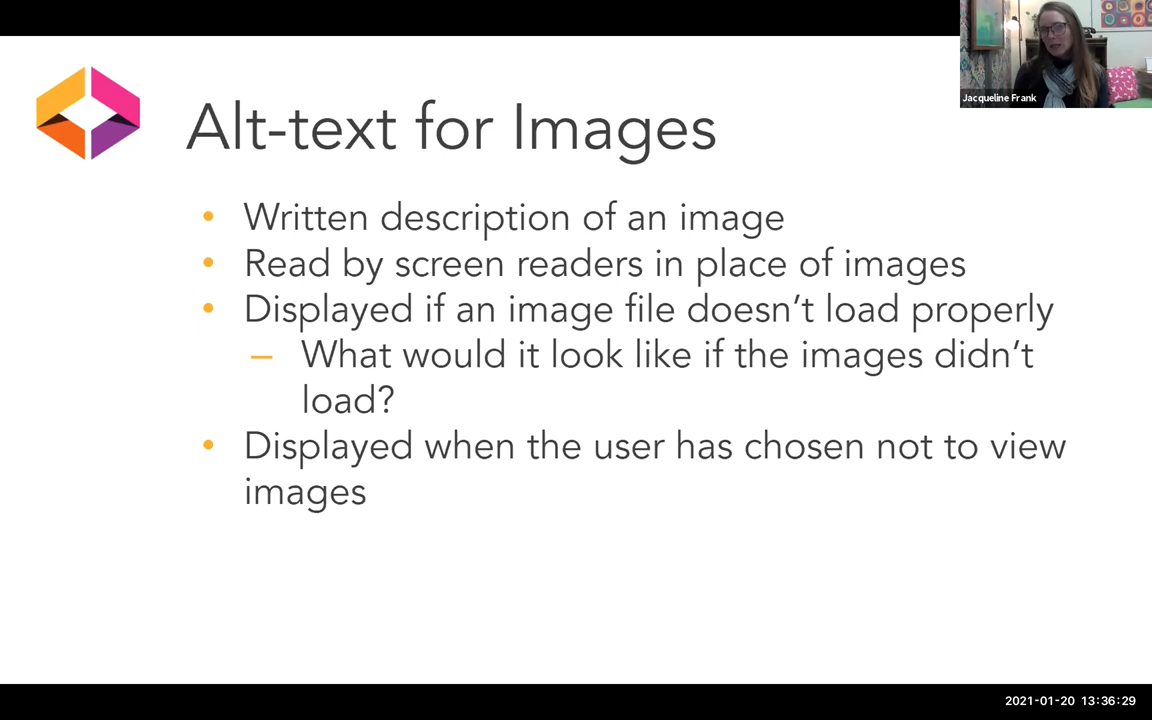 Jacqueline Frank
Alt-text for Images
• Written description of an image
• Read by screen readers in place of images
• Displayed if an image file doesn’t load properly
– What would it look like if the images didn’t
load?
• Displayed when the user has chosen not to view
images
2021-01-20 13:36:29